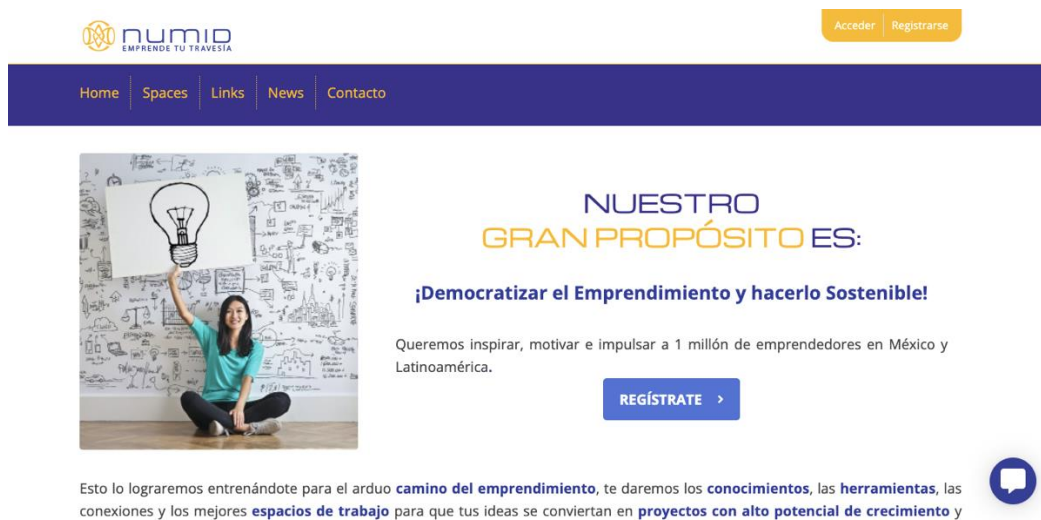 numid
EMPRENDE TU TRAVESÍA
Acceder Registrarse
Home Spaces Links News Contacto
NUESTRO
GRAN PROPÓSITO ES:
¡Democratizar el Emprendimiento y hacerlo Sostenible!
Queremos inspirar, motivar e impulsar a 1 millón de emprendedores en México y
Latinoamérica.
REGÍSTRATE
Esto lo lograremos entrenándote para el arduo camino del emprendimiento, te daremos los conocimientos, las herramientas, las
conexiones y los mejores espacios de trabajo para que tus ideas se conviertan en proyectos con alto potencial de crecimiento y